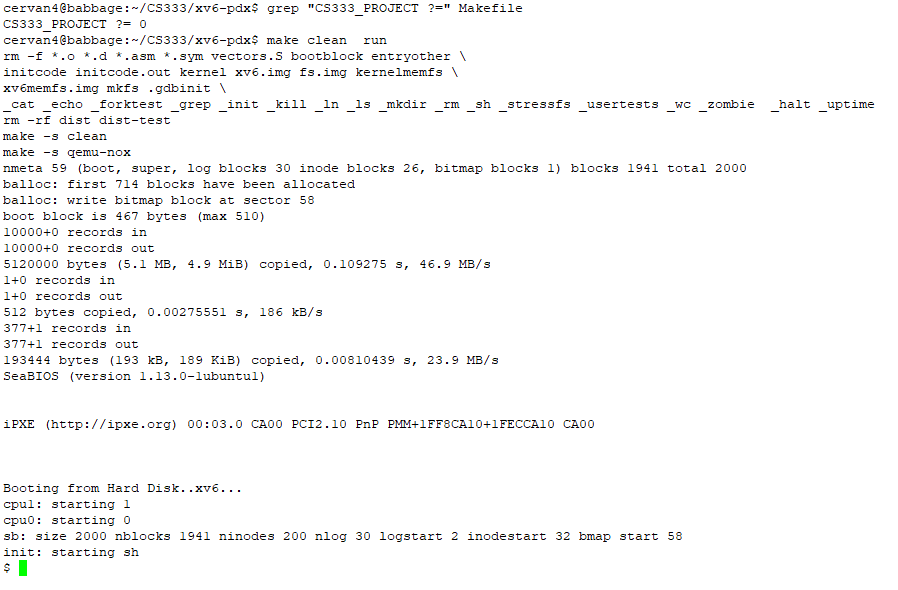 cervan4@babbage:~/CS333/xv6-pdx$ grep "CS333_PROJECT ?=" Makefile
CS333_PROJECT ?= 0
cervan4@babbage:~/CS333/xv6-pdx$ make clean  run
rm -f *.o *.d *.asm *.sym vectors.S bootblock entryother \
initcode initcode.out kernel xv6.img fs.img kernelmemfs \
xv6memfs.img mkfs .gdbinit \
_cat _echo _forktest _grep _init _kill _ln _ls _mkdir _rm _sh _stressfs _usertests _wc _zombie  _halt _uptime
rm -rf dist dist-test
make -s clean
make -s qemu-nox
nmeta 59 (boot, super, log blocks 30 inode blocks 26, bitmap blocks 1) blocks 1941 total 2000
balloc: first 714 blocks have been allocated
balloc: write bitmap block at sector 58
boot block is 467 bytes (max 510)
10000+0 records in
10000+0 records out
5120000 bytes (5.1 MB, 4.9 MiB) copied, 0.109275 s, 46.9 MB/s
1+0 records in
1+0 records out
512 bytes copied, 0.00275551 s, 186 kB/s
377+1 records in
377+1 records out
193444 bytes (193 kB, 189 KiB) copied, 0.00810439 s, 23.9 MB/s
SeaBIOS (version 1.13.0-1ubuntu1)
iPXE (http://ipxe.org) 00:03.0 CA00 PCI2.10 PnP PMM+1FF8CA10+1FECCA10 CA00
Booting from Hard Disk..xv6...
cpu1: starting 1
cpu0: starting 0
sb: size 2000 nblocks 1941 ninodes 200 nlog 30 logstart 2 inodestart 32 bmap start 58
init: starting sh
$